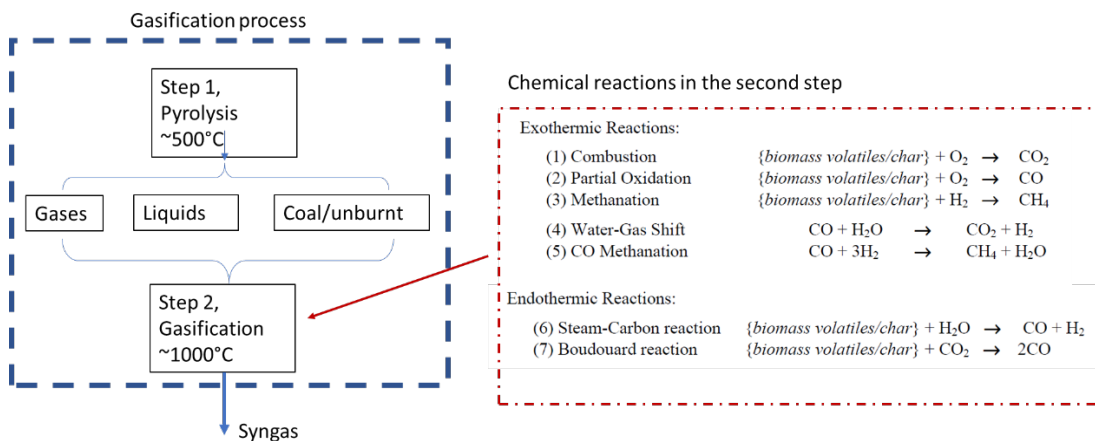 Gasification process
Step 1,
Pyrolysis
~500°C
Gases
Liquids
Coal/unburnt
Step 2,
Gasification
~1000°C
Syngas
Chemical reactions in the second step
Exothermic Reactions:
(1) Combustion {biomass volatiles/char} + O₂ → CO₂
(2) Partial Oxidation {biomass volatiles/char} + O₂ → CO
(3) Methanation {biomass volatiles/char} + H₂ → CH₄
(4) Water-Gas Shift CO + H₂O → CO₂ + H₂
(5) CO Methanation CO + 3H₂ → CH₄ + H₂O
Endothermic Reactions:
(6) Steam-Carbon reaction {biomass volatiles/char} + H₂O → CO + H₂
(7) Boudouard reaction {biomass volatiles/char} + CO₂ → 2CO